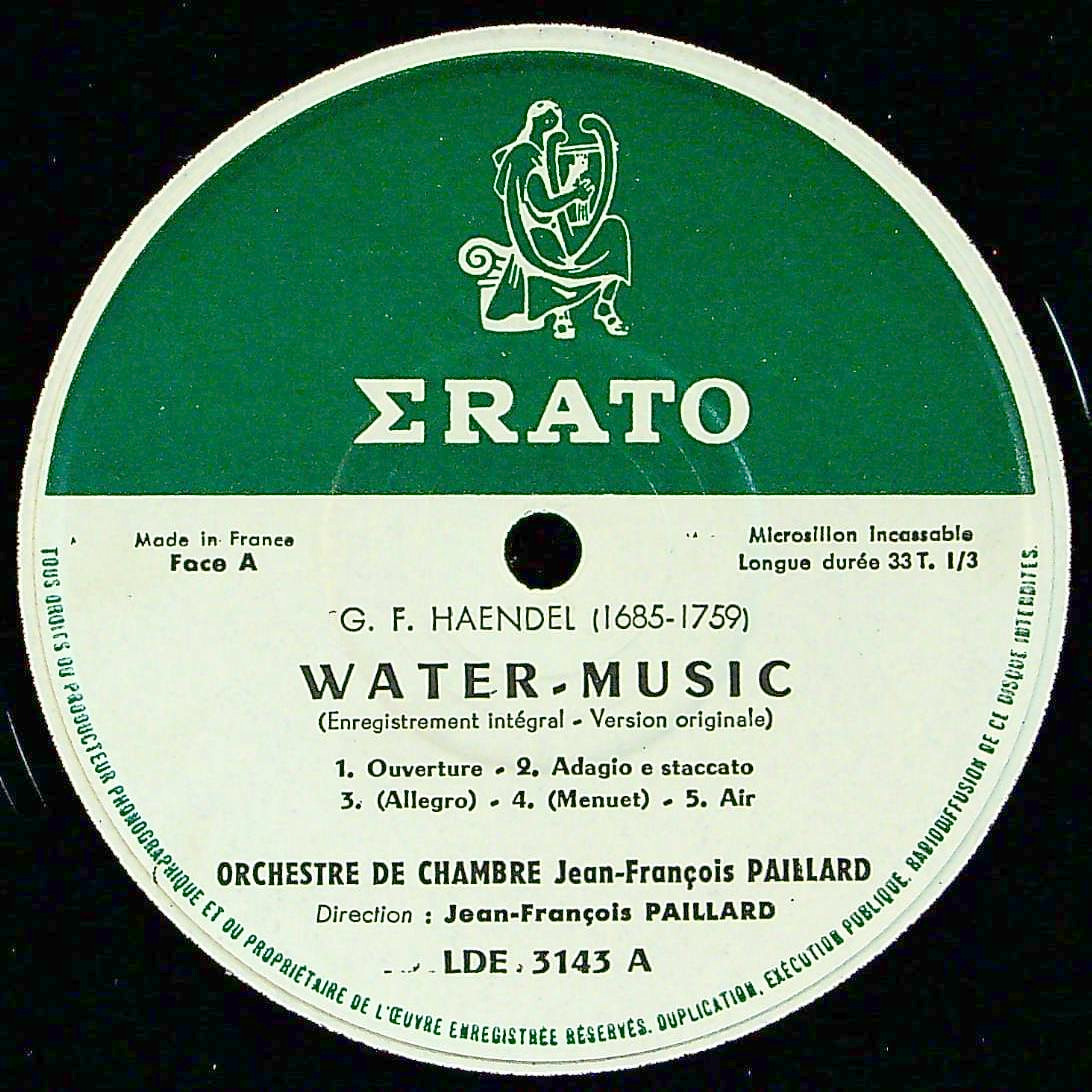 ΣRATO
Made in France
Face A
Microsillon Incassable
Longue durée 33 T. 1/3
G. F. HAENDEL (1685-1759)
WATER-MUSIC
(Enregistrement intégral - Version originale)
1. Ouverture - 2. Adagio e staccato
3. (Allegro) - 4. (Menuet) - 5. Air
ORCHESTRE DE CHAMBRE Jean-François PAILLARD
Direction : Jean-François PAILLARD
LDE. 3143 A
TOUS DROITS DU PRODUCTEUR PHONOGRAPHIQUE ET DU PROPRIÉTAIRE DE L'ŒUVRE ENREGISTRÉE RÉSERVÉS. DUPLICATION, EXÉCUTION PUBLIQUE, RADIODIFFUSION DE CE DISQUE INTERDITES.